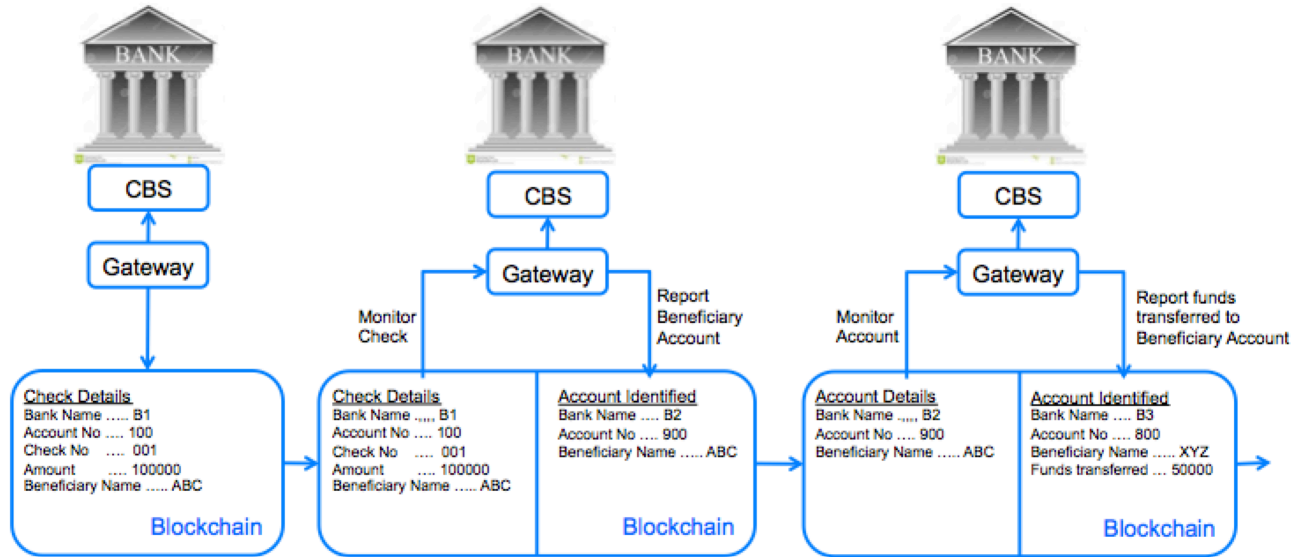 BANK
CBS
Gateway
Check Details
Bank Name ..... B1
Account No .... 100
Check No .... 001
Amount .... 100000
Beneficiary Name ..... ABC
Blockchain
BANK
CBS
Gateway
Monitor
Check
Report
Beneficiary
Account
Check Details
Bank Name .,,,, B1
Account No .... 100
Check No .... 001
Amount .... 100000
Beneficiary Name ..... ABC
Account Identified
Bank Name .... B2
Account No .... 900
Beneficiary Name ..... ABC
Blockchain
BANK
CBS
Gateway
Monitor
Account
Report funds
transferred to
Beneficiary Account
Account Details
Bank Name .,,,, B2
Account No .... 900
Beneficiary Name ..... ABC
Account Identified
Bank Name .... B3
Account No .... 800
Beneficiary Name ..... XYZ
Funds transferred ... 50000
Blockchain